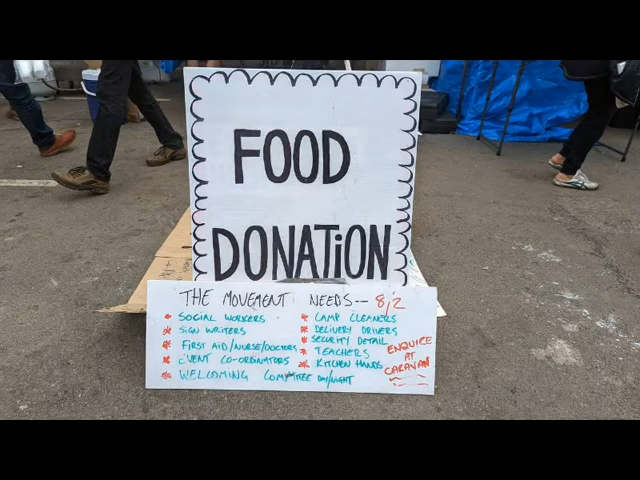 FOOD
DONATiON
THE MOVEMENT NEEDS-- 8/2
* SOCIAL WORKERS
* SIGN WRITERS
* FIRST AID/NURSE/DOCTORS
* EVENT CO-ORDINATORS
* WELCOMING COMMITEE DAY/NIGHT
* CAMP CLEANERS
* DELIVERY DRIVERS
* SECURITY DETAIL
* TEACHERS
* KITCHEN HANDS
ENQUIRE
AT
CARAVAN